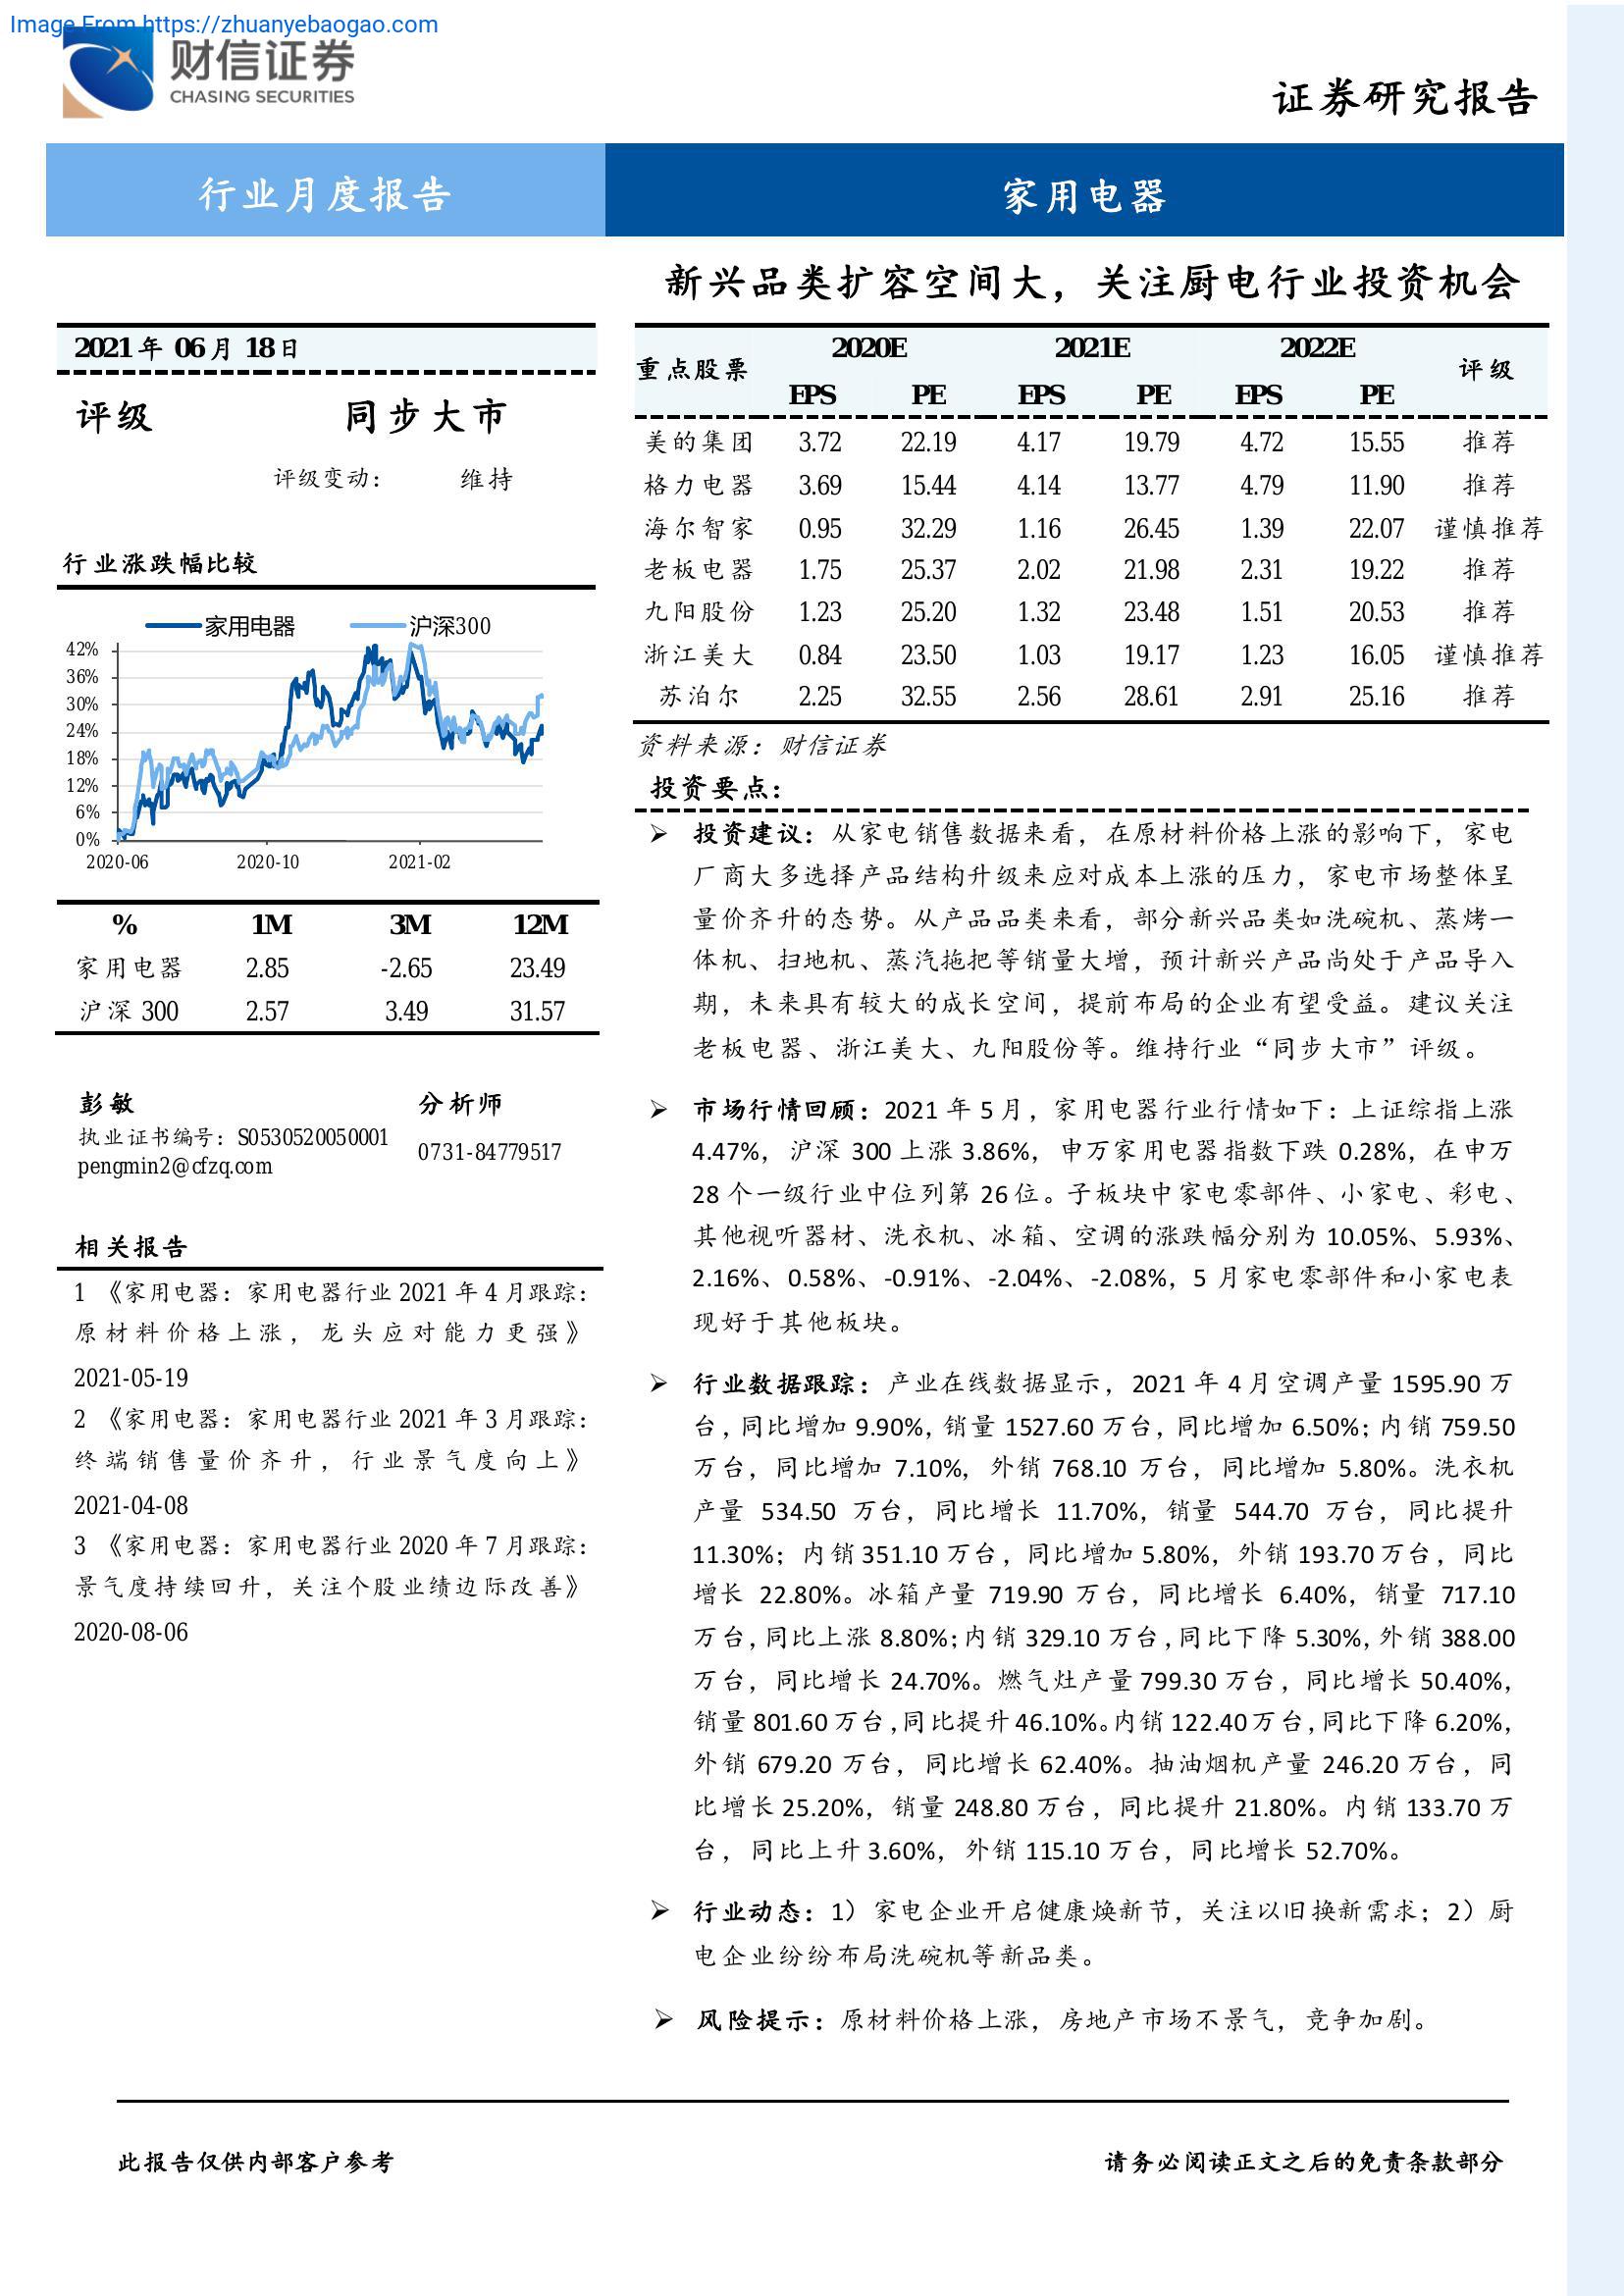 Image From https://zhuanyebaogao.com
财信证券
CHASING SECURITIES
证券研究报告
行业月度报告
家用电器
新兴品类扩容空间大，关注厨电行业投资机会
2021 年 06 月 18 日
评级 同步大市
评级变动： 维持
行业涨跌幅比较
家用电器 沪深300
42%
36%
30%
24%
18%
12%
6%
0%
2020-06 2020-10 2021-02
% 1M 3M 12M
家用电器 2.85 -2.65 23.49
沪深 300 2.57 3.49 31.57
彭敏 分析师
执业证书编号：S0530520050001
pengmin2@cfzq.com
0731-84779517
相关报告
1 《家用电器：家用电器行业 2021 年 4 月跟踪：
原材料价格上涨，龙头应对能力更强》
2021-05-19
2 《家用电器：家用电器行业 2021 年 3 月跟踪：
终端销售量价齐升，行业景气度向上》
2021-04-08
3 《家用电器：家用电器行业 2020 年 7 月跟踪：
景气度持续回升，关注个股业绩边际改善》
2020-08-06
重点股票 2020E 2021E 2022E 评级
EPS PE EPS PE EPS PE
美的集团 3.72 22.19 4.17 19.79 4.72 15.55 推荐
格力电器 3.69 15.44 4.14 13.77 4.79 11.90 推荐
海尔智家 0.95 32.29 1.16 26.45 1.39 22.07 谨慎推荐
老板电器 1.75 25.37 2.02 21.98 2.31 19.22 推荐
九阳股份 1.23 25.20 1.32 23.48 1.51 20.53 推荐
浙江美大 0.84 23.50 1.03 19.17 1.23 16.05 谨慎推荐
苏泊尔 2.25 32.55 2.56 28.61 2.91 25.16 推荐
资料来源：财信证券
投资要点：
➢ 投资建议：从家电销售数据来看，在原材料价格上涨的影响下，家电
厂商大多选择产品结构升级来应对成本上涨的压力，家电市场整体呈
量价齐升的态势。从产品品类来看，部分新兴品类如洗碗机、蒸烤一
体机、扫地机、蒸汽拖把等销量大增，预计新兴产品尚处于产品导入
期，未来具有较大的成长空间，提前布局的企业有望受益。建议关注
老板电器、浙江美大、九阳股份等。维持行业“同步大市”评级。
➢ 市场行情回顾：2021 年 5 月，家用电器行业行情如下：上证综指上涨
4.47%，沪深 300 上涨 3.86%，申万家用电器指数下跌 0.28%，在申万
28 个一级行业中位列第 26 位。子板块中家电零部件、小家电、彩电、
其他视听器材、洗衣机、冰箱、空调的涨跌幅分别为 10.05%、5.93%、
2.16%、0.58%、-0.91%、-2.04%、-2.08%，5 月家电零部件和小家电表
现好于其他板块。
➢ 行业数据跟踪：产业在线数据显示，2021 年 4 月空调产量 1595.90 万
台，同比增加 9.90%，销量 1527.60 万台，同比增加 6.50%；内销 759.50
万台，同比增加 7.10%，外销 768.10 万台，同比增加 5.80%。洗衣机
产量 534.50 万台，同比增长 11.70%，销量 544.70 万台，同比提升
11.30%；内销 351.10 万台，同比增加 5.80%，外销 193.70 万台，同比
增长 22.80%。冰箱产量 719.90 万台，同比增长 6.40%，销量 717.10
万台，同比上涨 8.80%；内销 329.10 万台，同比下降 5.30%，外销 388.00
万台，同比增长 24.70%。燃气灶产量 799.30 万台，同比增长 50.40%，
销量 801.60 万台，同比提升 46.10%。内销 122.40 万台，同比下降 6.20%，
外销 679.20 万台，同比增长 62.40%。抽油烟机产量 246.20 万台，同
比增长 25.20%，销量 248.80 万台，同比提升 21.80%。内销 133.70 万
台，同比上升 3.60%，外销 115.10 万台，同比增长 52.70%。
➢ 行业动态：1）家电企业开启健康焕新节，关注以旧换新需求；2）厨
电企业纷纷布局洗碗机等新品类。
➢ 风险提示：原材料价格上涨，房地产市场不景气，竞争加剧。
此报告仅供内部客户参考
请务必阅读正文之后的免责条款部分